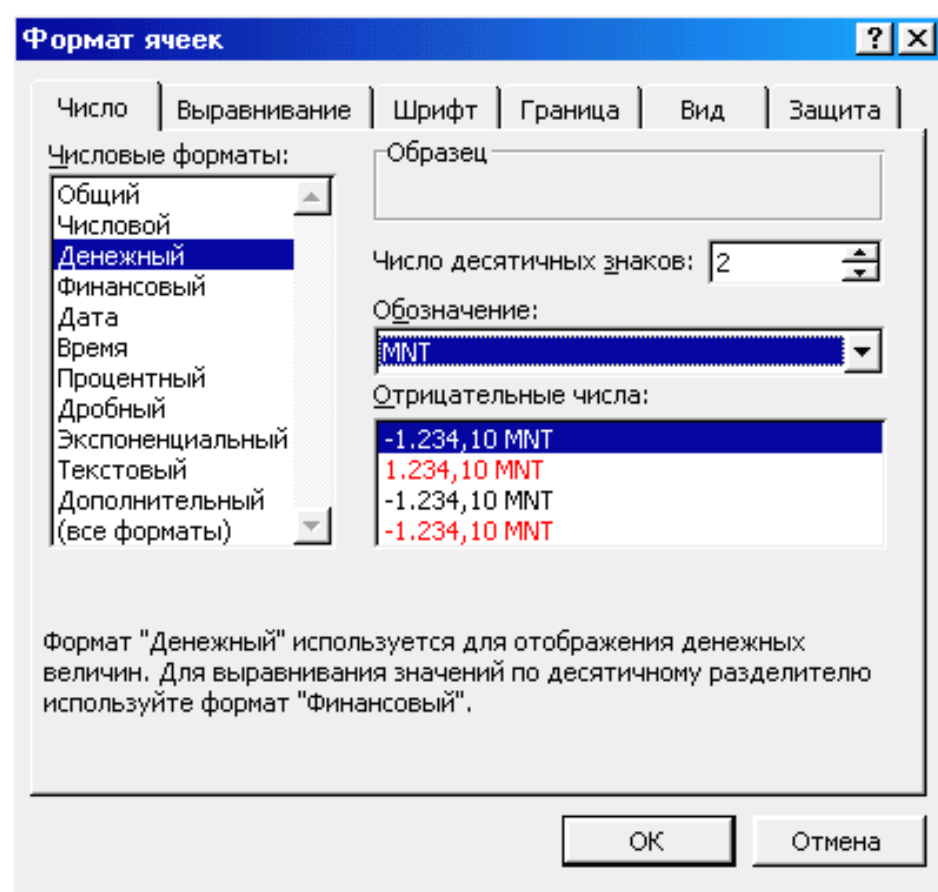 Формат ячеек
Число Выравнивание Шрифт Граница Вид Защита
Числовые форматы:
Общий
Числовой
Денежный
Финансовый
Дата
Время
Процентный
Дробный
Экспоненциальный
Текстовый
Дополнительный
(все форматы)
Образец
Число десятичных знаков: 2
Обозначение:
MNT
Отрицательные числа:
-1.234,10 MNT
1.234,10 MNT
-1.234,10 MNT
-1.234,10 MNT
Формат "Денежный" используется для отображения денежных
величин. Для выравнивания значений по десятичному разделителю
используйте формат "Финансовый".
OK Отмена